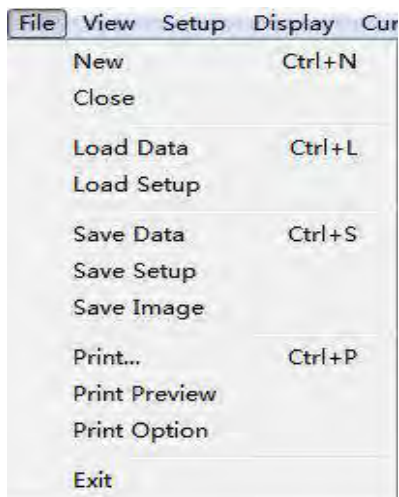 File View Setup Display Cur
New Ctrl+N
Close
Load Data Ctrl+L
Load Setup
Save Data Ctrl+S
Save Setup
Save Image
Print... Ctrl+P
Print Preview
Print Option
Exit